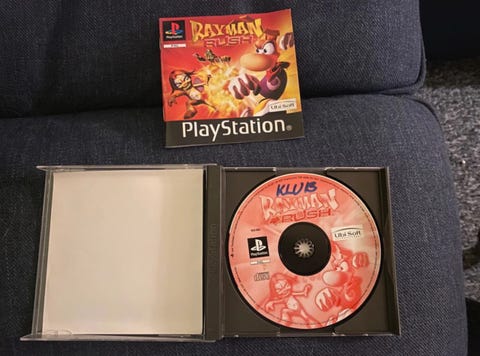 RAYMAN
RUSH
Ubi Soft
PlayStation
KLUB
RAYMAN
RUSH
Ubi Soft